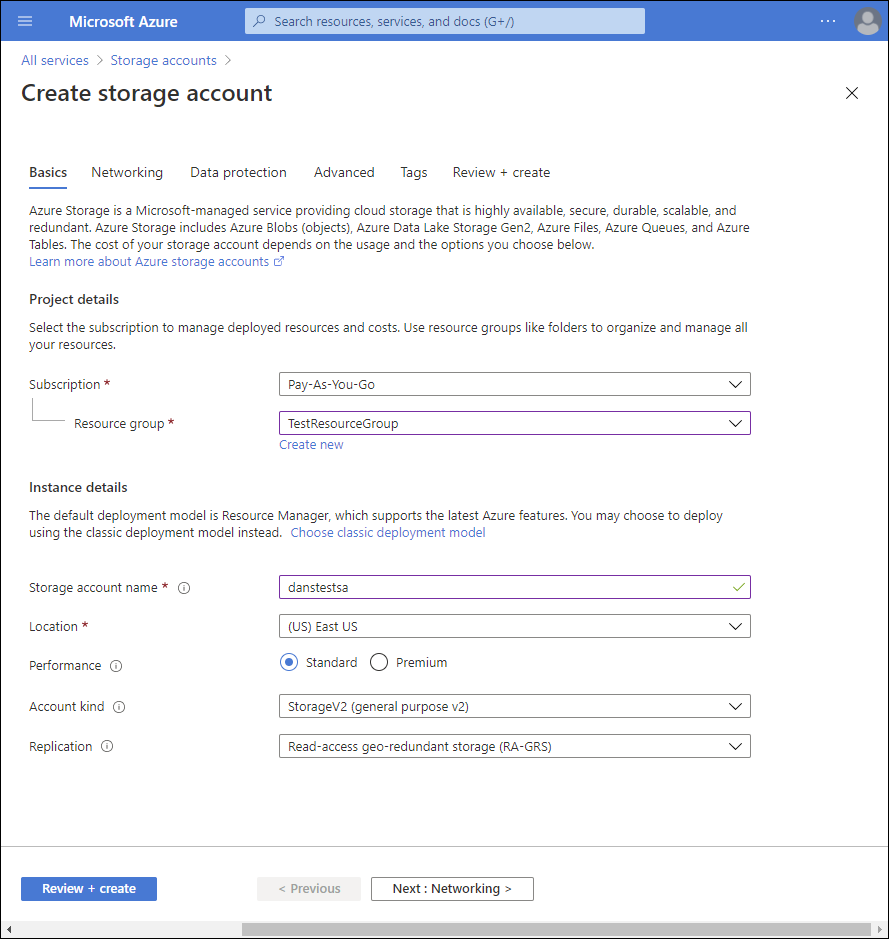 Microsoft Azure
Search resources, services, and docs (G+/)
All services > Storage accounts >
Create storage account
Basics Networking Data protection Advanced Tags Review + create
Azure Storage is a Microsoft-managed service providing cloud storage that is highly available, secure, durable, scalable, and
redundant. Azure Storage includes Azure Blobs (objects), Azure Data Lake Storage Gen2, Azure Files, Azure Queues, and Azure
Tables. The cost of your storage account depends on the usage and the options you choose below.
Learn more about Azure storage accounts
Project details
Select the subscription to manage deployed resources and costs. Use resource groups like folders to organize and manage all
your resources.
Subscription * Pay-As-You-Go
Resource group * TestResourceGroup
Create new
Instance details
The default deployment model is Resource Manager, which supports the latest Azure features. You may choose to deploy
using the classic deployment model instead. Choose classic deployment model
Storage account name * danstestsa
Location * (US) East US
Performance Standard Premium
Account kind StorageV2 (general purpose v2)
Replication Read-access geo-redundant storage (RA-GRS)
Review + create < Previous Next : Networking >